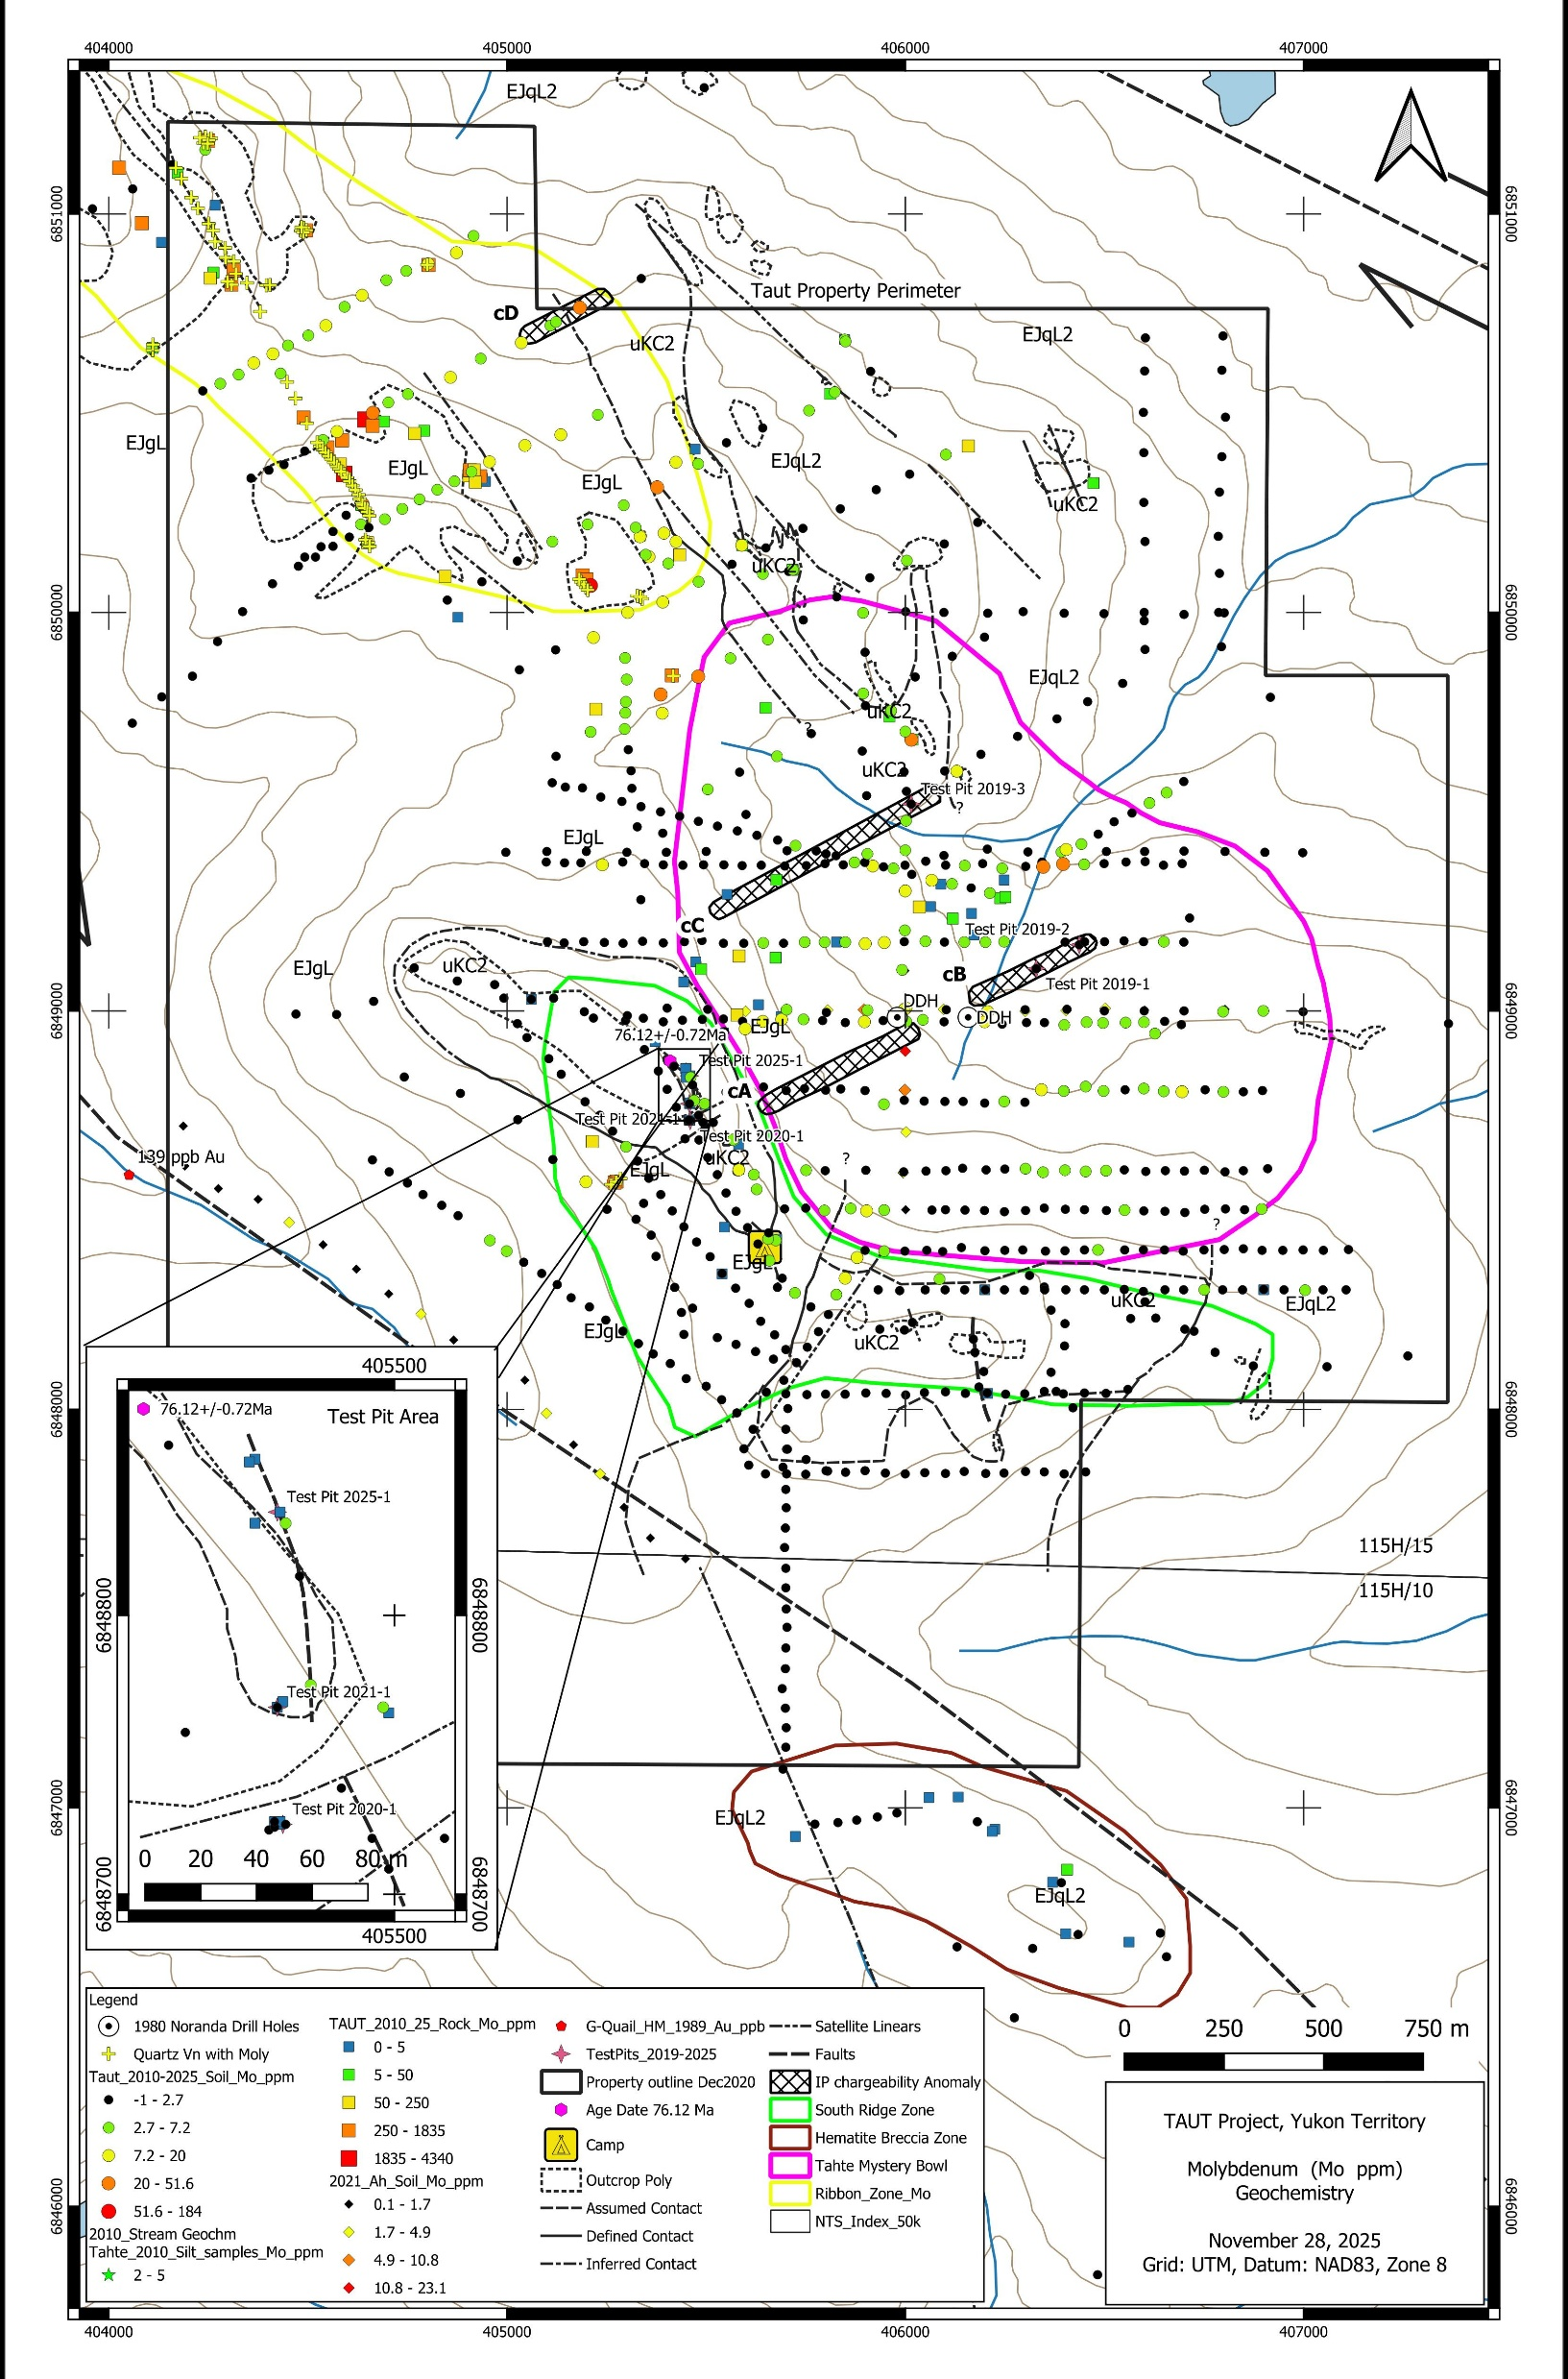 404000
405000
406000
407000
EJqL2
6851000
6851000
Taut Property Perimeter
cD
uKC2
EJqL2
EJgL
EJgL
EJgL
EJqL2
uKC2
uKC2
6850000
6850000
EJqL2
uKC2
?
uKC2
Test Pit 2019-3
?
EJgL
cC
Test Pit 2019-2
EJgL
uKC2
cB
Test Pit 2019-1
6849000
6849000
DDH
DDH
EJgL
76.12+/-0.72Ma
Test Pit 2025-1
cA
Test Pit 2021-1
Test Pit 2020-1
139 ppb Au
uKC2
?
EJgL
?
EJgL
uKC2
EJqL2
EJgL
uKC2
6848000
6848000
405500
76.12+/-0.72Ma
Test Pit Area
Test Pit 2025-1
6848800
6848800
Test Pit 2021-1
Test Pit 2020-1
0 20 40 60 80 m
6848700
6848700
405500
115H/15
115H/10
6847000
6847000
EJqL2
EJqL2
Legend
1980 Noranda Drill Holes
Quartz Vn with Moly
Taut_2010-2025_Soil_Mo_ppm
-1 - 2.7
2.7 - 7.2
7.2 - 20
20 - 51.6
51.6 - 184
2010_Stream Geochm
Tahte_2010_Silt_samples_Mo_ppm
2 - 5
TAUT_2010_25_Rock_Mo_ppm
0 - 5
5 - 50
50 - 250
250 - 1835
1835 - 4340
2021_Ah_Soil_Mo_ppm
0.1 - 1.7
1.7 - 4.9
4.9 - 10.8
10.8 - 23.1
G-Quail_HM_1989_Au_ppb
TestPits_2019-2025
Property outline Dec2020
Age Date 76.12 Ma
Camp
Outcrop Poly
Assumed Contact
Defined Contact
Inferred Contact
Satellite Linears
Faults
IP chargeability Anomaly
South Ridge Zone
Hematite Breccia Zone
Tahte Mystery Bowl
Ribbon_Zone_Mo
NTS_Index_50k
0 250 500 750 m
TAUT Project, Yukon Territory
Molybdenum (Mo ppm)
Geochemistry
November 28, 2025
Grid: UTM, Datum: NAD83, Zone 8
6846000
6846000
404000
405000
406000
407000